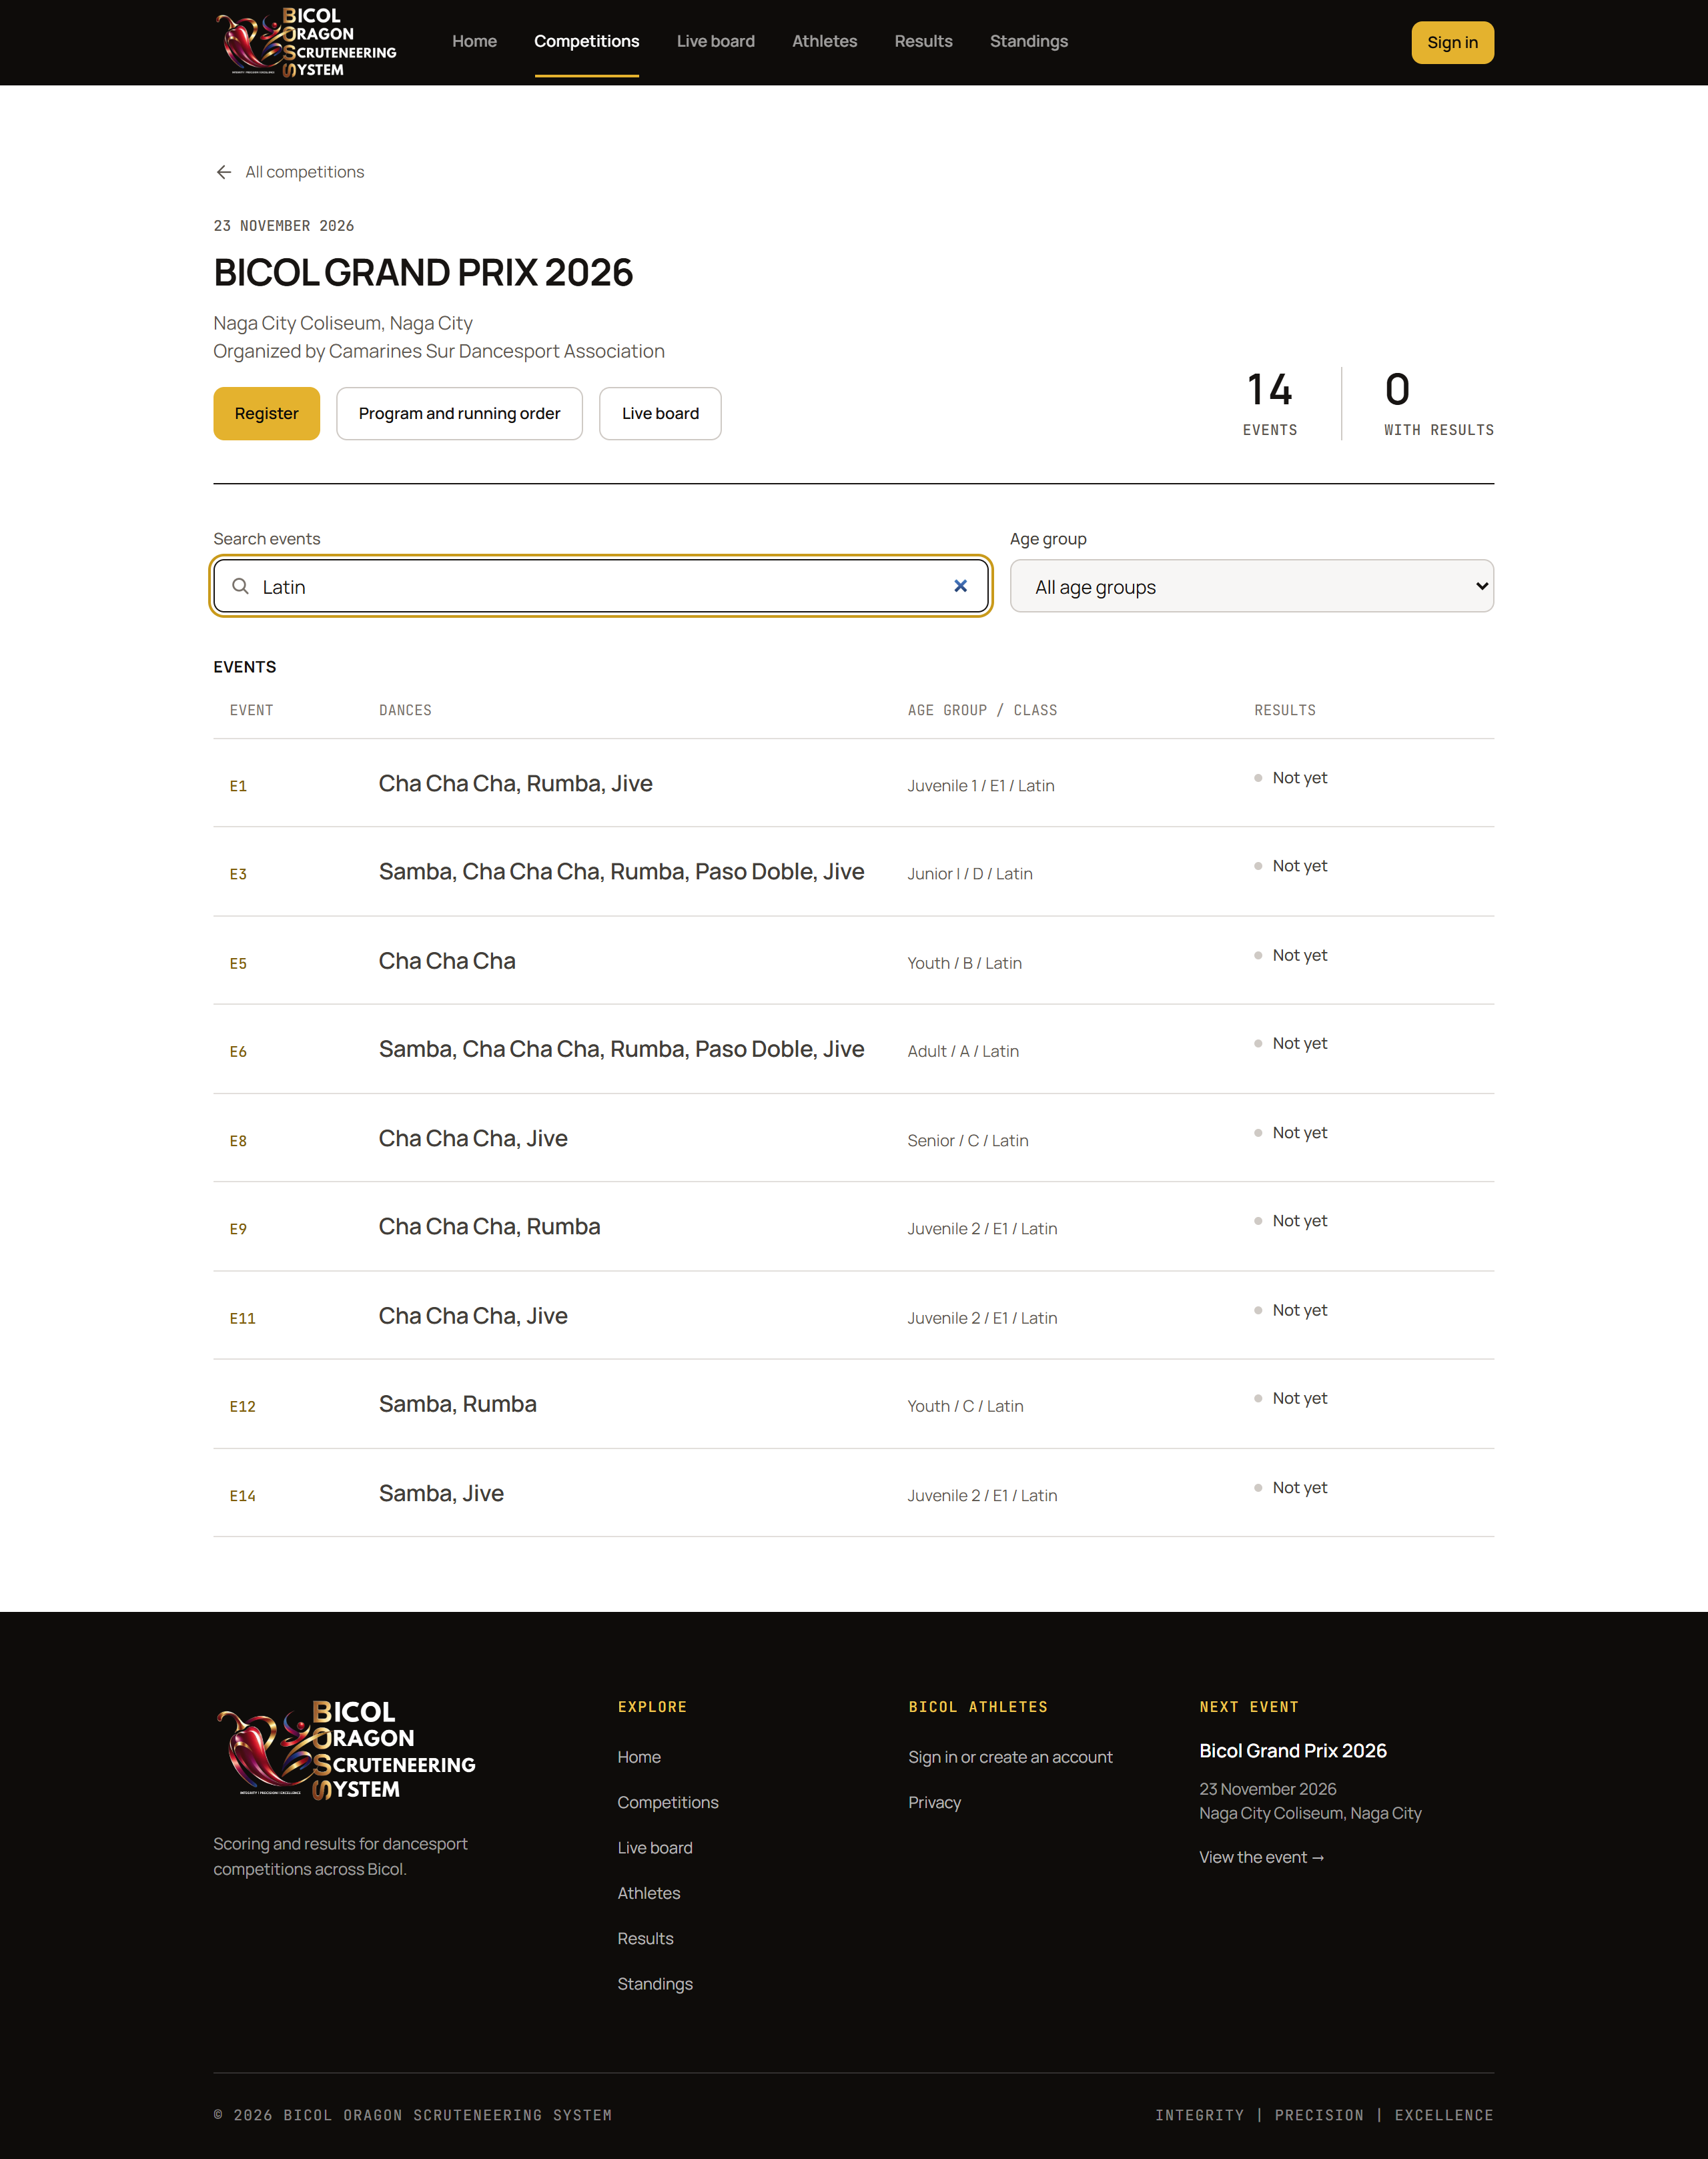 BICOL
ORAGON
SCRUTENEERING
SYSTEM
INTEGRITY | PRECISION | EXCELLENCE
Home
Competitions
Live board
Athletes
Results
Standings
Sign in
← All competitions
23 NOVEMBER 2026
BICOL GRAND PRIX 2026
Naga City Coliseum, Naga City
Organized by Camarines Sur Dancesport Association
Register
Program and running order
Live board
14
EVENTS
0
WITH RESULTS
Search events
Latin
Age group
All age groups
EVENTS
EVENT DANCES AGE GROUP / CLASS RESULTS
E1 Cha Cha Cha, Rumba, Jive Juvenile 1 / E1 / Latin Not yet
E3 Samba, Cha Cha Cha, Rumba, Paso Doble, Jive Junior I / D / Latin Not yet
E5 Cha Cha Cha Youth / B / Latin Not yet
E6 Samba, Cha Cha Cha, Rumba, Paso Doble, Jive Adult / A / Latin Not yet
E8 Cha Cha Cha, Jive Senior / C / Latin Not yet
E9 Cha Cha Cha, Rumba Juvenile 2 / E1 / Latin Not yet
E11 Cha Cha Cha, Jive Juvenile 2 / E1 / Latin Not yet
E12 Samba, Rumba Youth / C / Latin Not yet
E14 Samba, Jive Juvenile 2 / E1 / Latin Not yet
BICOL
ORAGON
SCRUTENEERING
SYSTEM
INTEGRITY | PRECISION | EXCELLENCE
Scoring and results for dancesport
competitions across Bicol.
EXPLORE
Home
Competitions
Live board
Athletes
Results
Standings
BICOL ATHLETES
Sign in or create an account
Privacy
NEXT EVENT
Bicol Grand Prix 2026
23 November 2026
Naga City Coliseum, Naga City
View the event →
© 2026 BICOL ORAGON SCRUTENEERING SYSTEM
INTEGRITY | PRECISION | EXCELLENCE